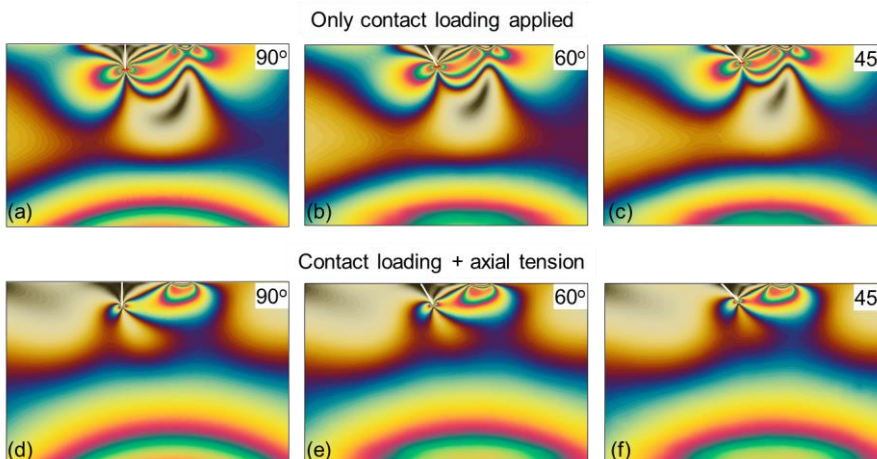 Only contact loading applied
90°
60°
45
(a)
(b)
(c)
Contact loading + axial tension
90°
60°
45
(d)
(e)
(f)